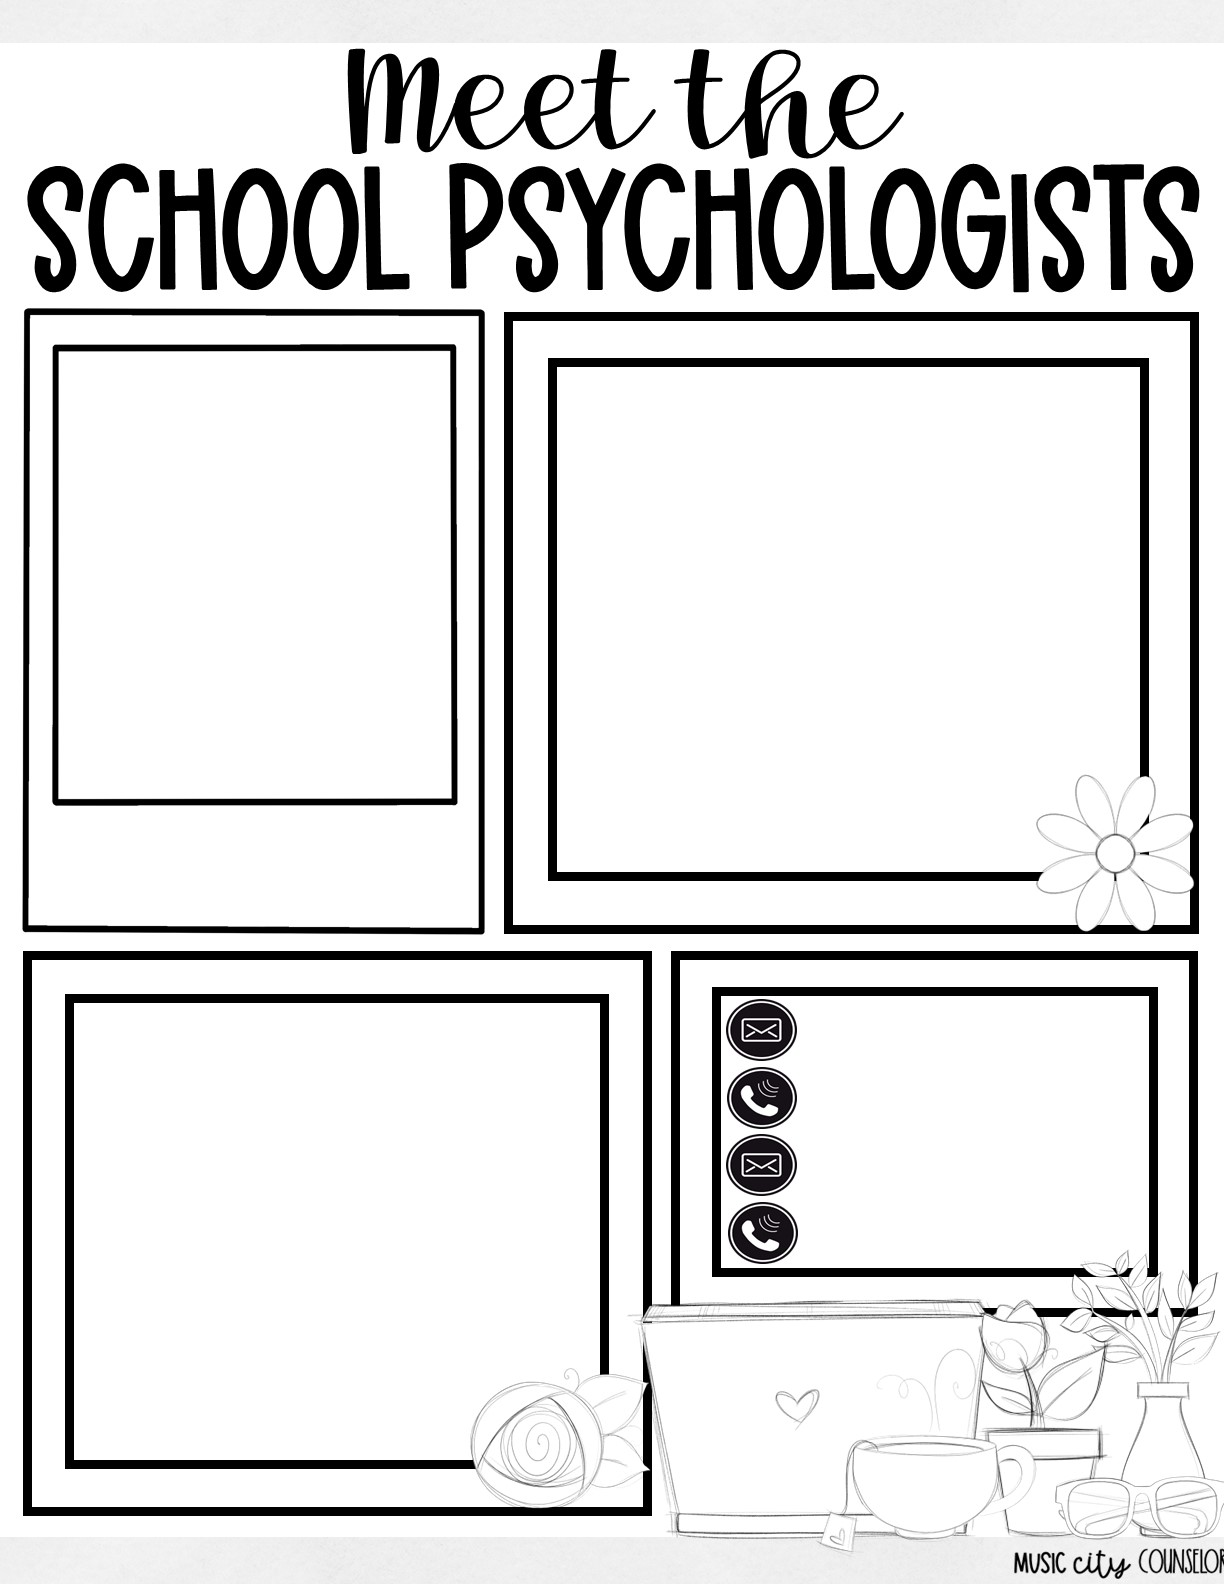 Meet the
SCHOOL PSYCHOLOGISTS
MUSIC city COUNSELOR